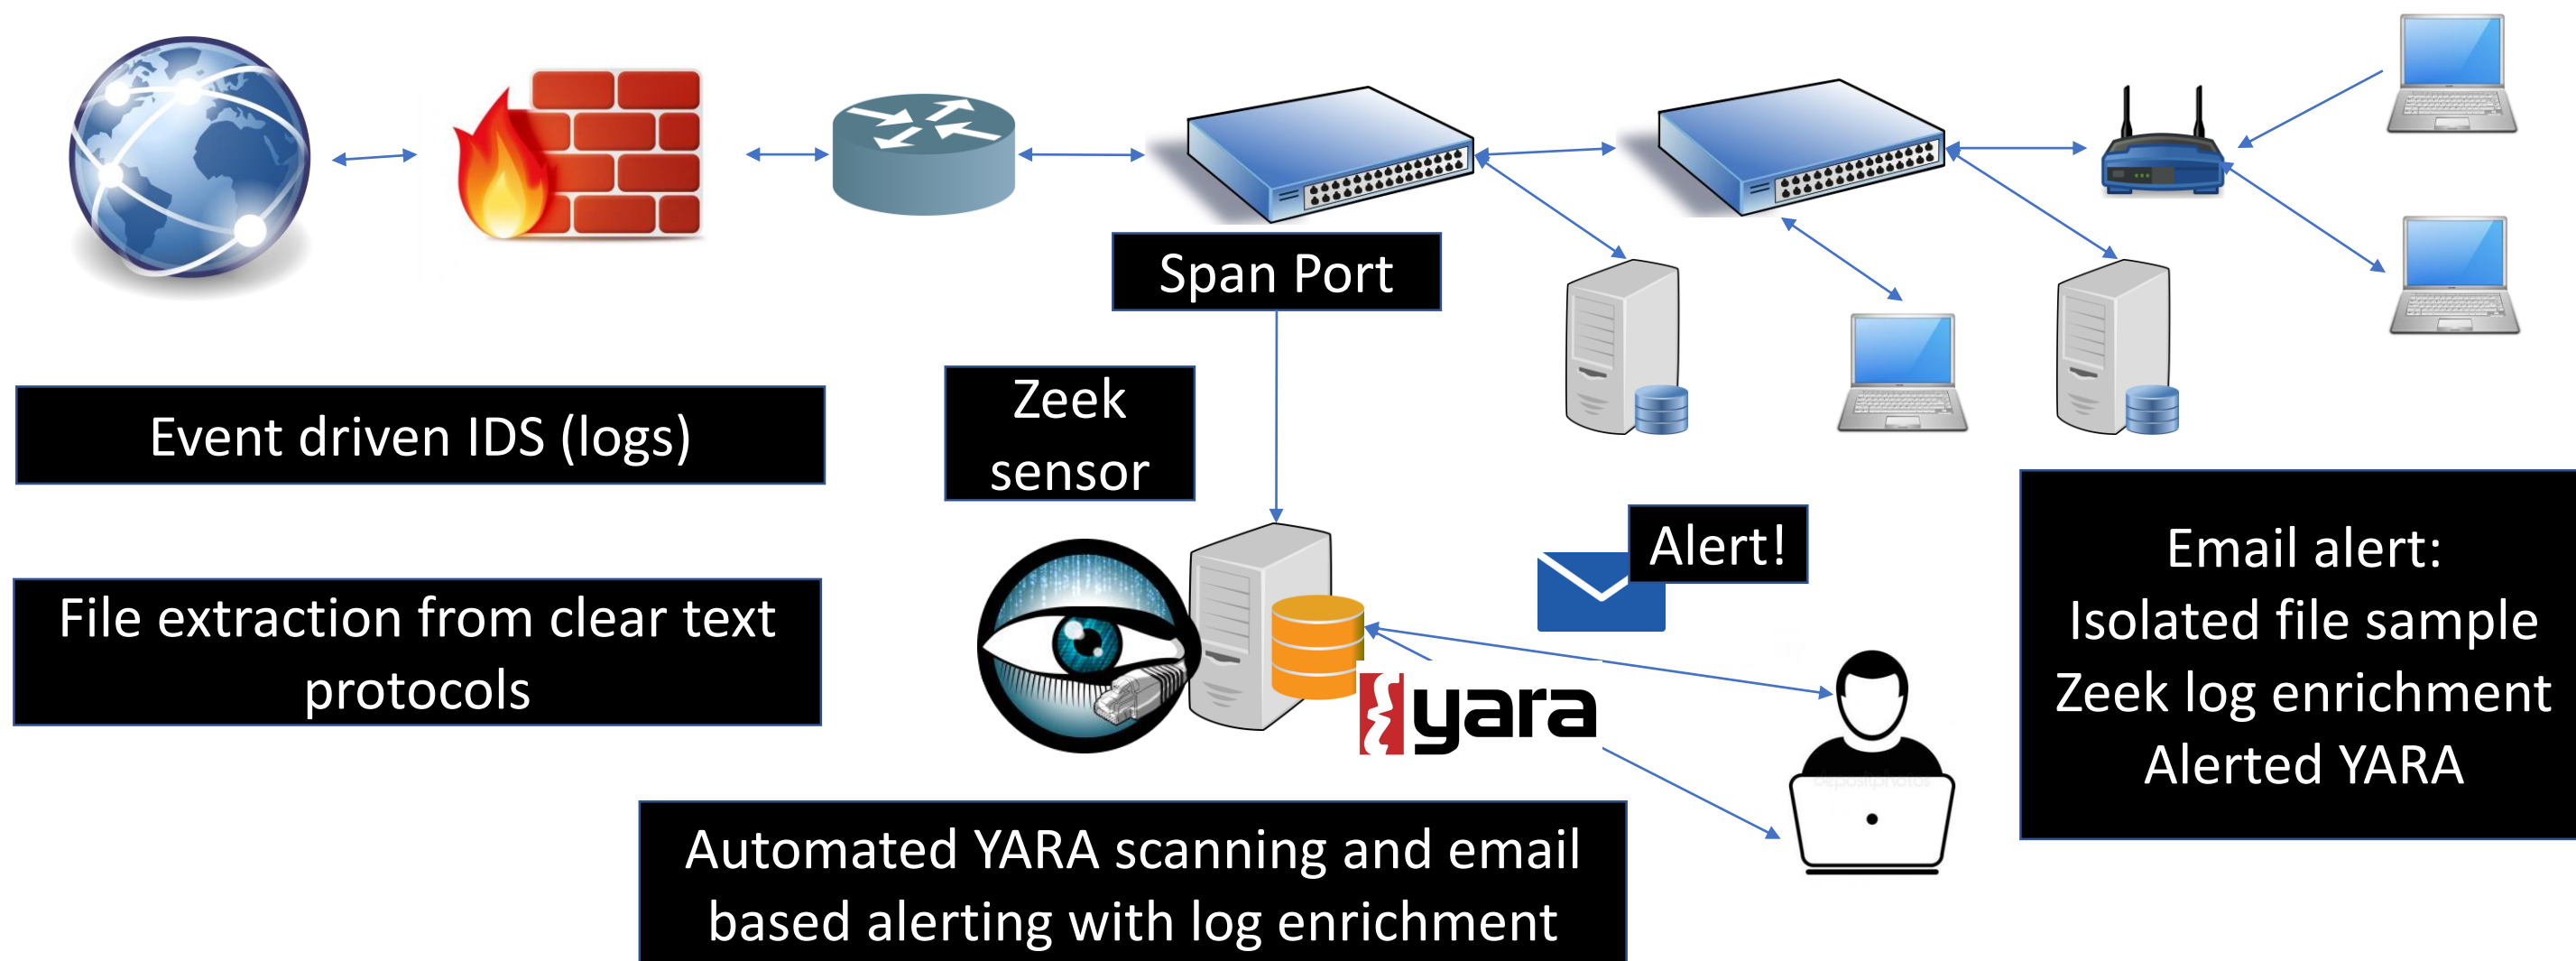 Span Port
Event driven IDS (logs)
Zeek
sensor
File extraction from clear text
protocols
Alert!
yara
Email alert:
Isolated file sample
Zeek log enrichment
Alerted YARA
Automated YARA scanning and email
based alerting with log enrichment